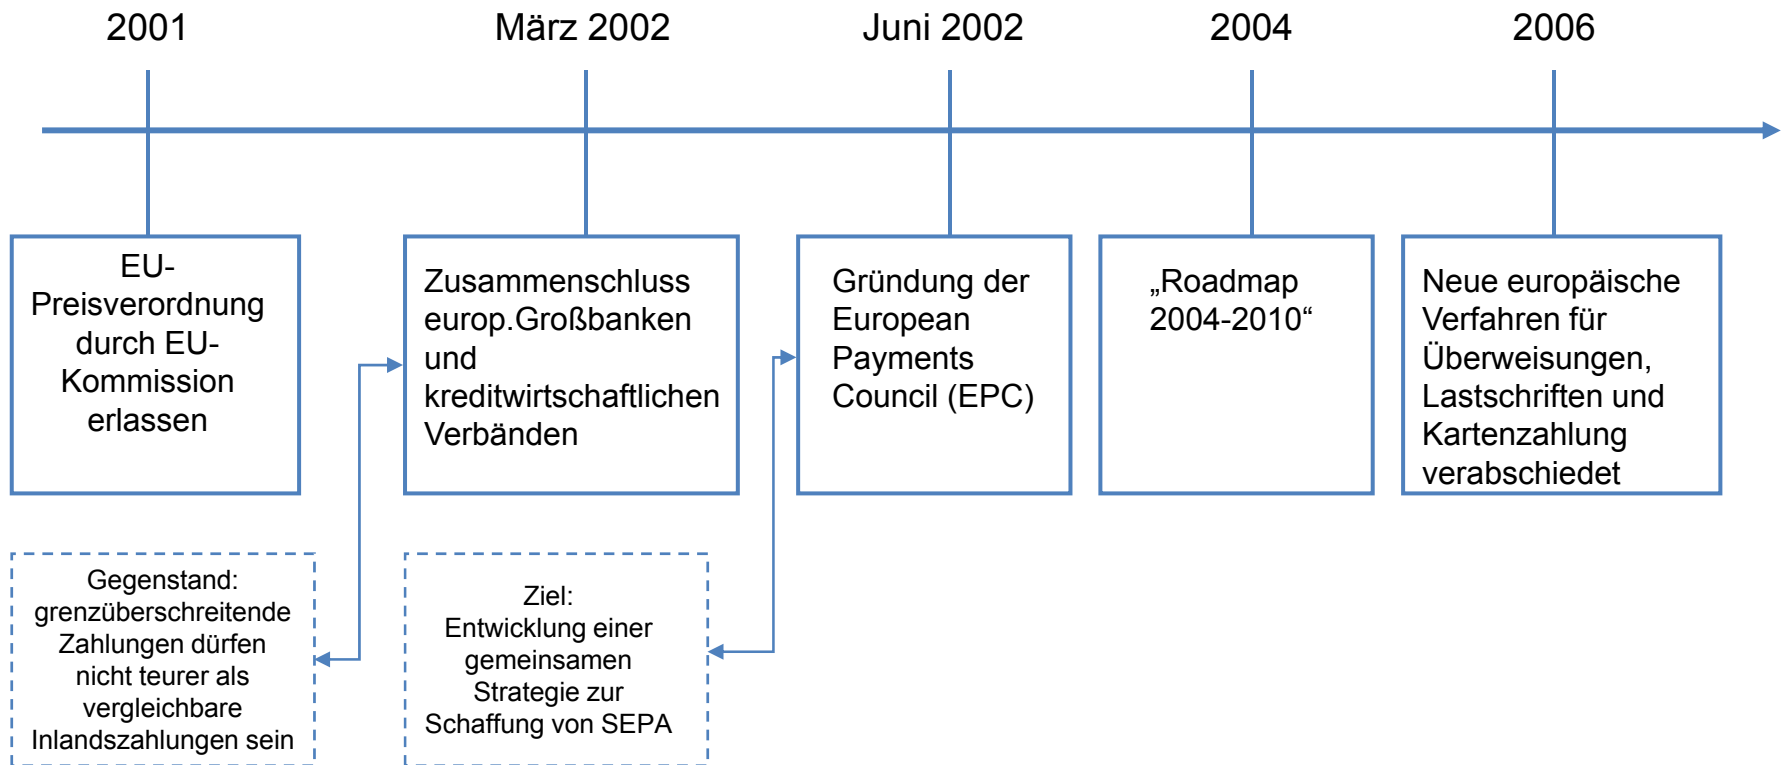 2001
März 2002
Juni 2002
2004
2006
EU-
Preisverordnung
durch EU-
Kommission
erlassen
Zusammenschluss
europ.Großbanken
und
kreditwirtschaftlichen
Verbänden
Gründung der
European
Payments
Council (EPC)
„Roadmap
2004-2010“
Neue europäische
Verfahren für
Überweisungen,
Lastschriften und
Kartenzahlung
verabschiedet
Gegenstand:
grenzüberschreitende
Zahlungen dürfen
nicht teurer als
vergleichbare
Inlandszahlungen sein
Ziel:
Entwicklung einer
gemeinsamen
Strategie zur
Schaffung von SEPA